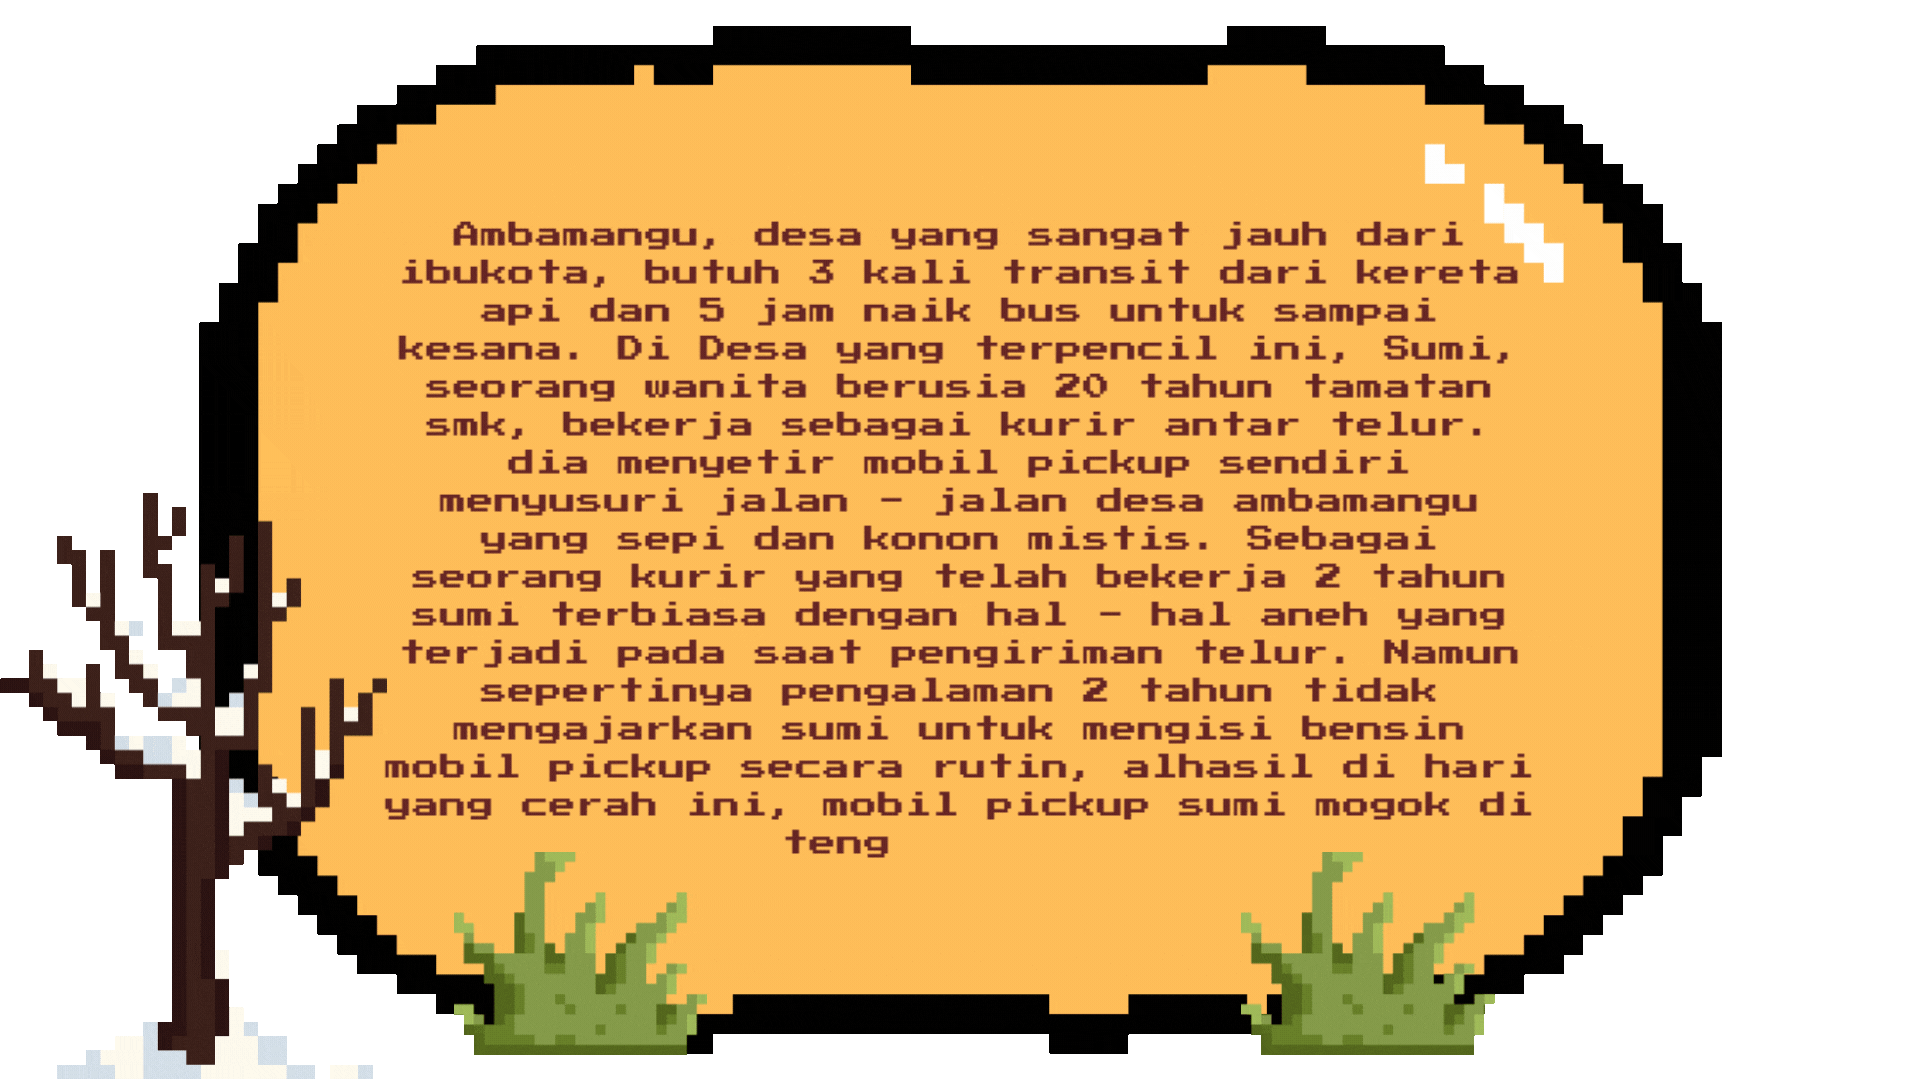 Ambamangu, desa yang sangat jauh dari
ibukota, butuh 3 kali transit dari kereta
api dan 5 jam naik bus untuk sampai
kesana. Di Desa yang terpencil ini, Sumi,
seorang wanita berusia 20 tahun tamatan
smk, bekerja sebagai kurir antar telur.
dia menyetir mobil pickup sendiri
menyusuri jalan - jalan desa ambamangu
yang sepi dan konon mistis. Sebagai
seorang kurir yang telah bekerja 2 tahun
sumi terbiasa dengan hal - hal aneh yang
terjadi pada saat pengiriman telur. Namun
sepertinya pengalaman 2 tahun tidak
mengajarkan sumi untuk mengisi bensin
mobil pickup secara rutin, alhasil di hari
yang cerah ini, mobil pickup sumi mogok di
teng